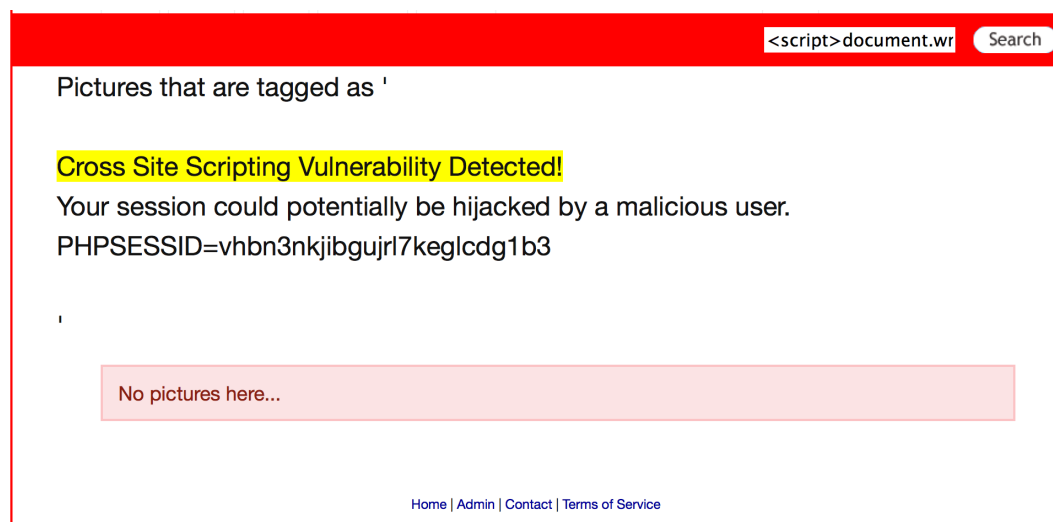 <script>document.wr
Search
Pictures that are tagged as '
Cross Site Scripting Vulnerability Detected!
Your session could potentially be hijacked by a malicious user.
PHPSESSID=vhbn3nkjibgujrl7keglcdg1b3
'
No pictures here...
Home | Admin | Contact | Terms of Service